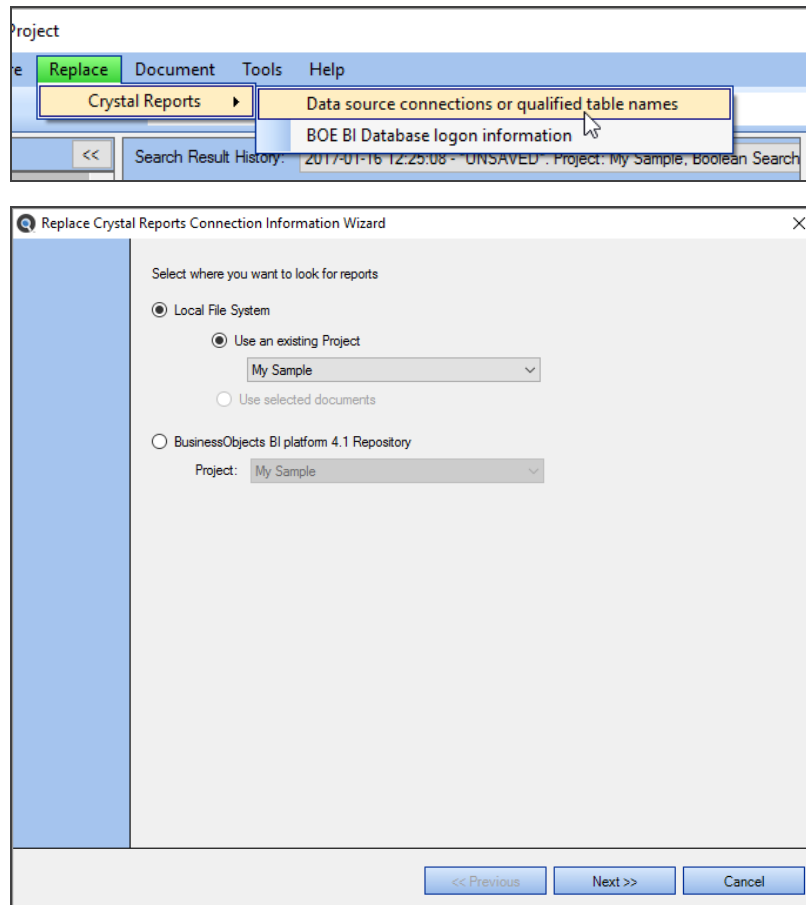 Project
re Replace Document Tools Help
Crystal Reports Data source connections or qualified table names
BOE BI Database logon information
<< Search Result History: 2017-01-16 12:25:08 - "UNSAVED". Project: My Sample, Boolean Search
Replace Crystal Reports Connection Information Wizard
Select where you want to look for reports
Local File System
Use an existing Project
My Sample
Use selected documents
BusinessObjects BI platform 4.1 Repository
Project: My Sample
<< Previous Next >> Cancel